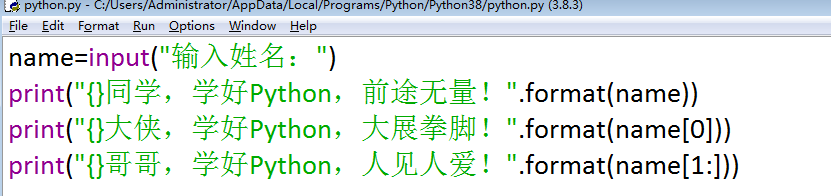 python.py - C:/Users/Administrator/AppData/Local/Programs/Python/Python38/python.py (3.8.3)
File Edit Format Run Options Window Help
name=input("输入姓名：")
print("{}同学，学好Python，前途无量！".format(name))
print("{}大侠，学好Python，大展拳脚！".format(name[0]))
print("{}哥哥，学好Python，人见人爱！".format(name[1:]))